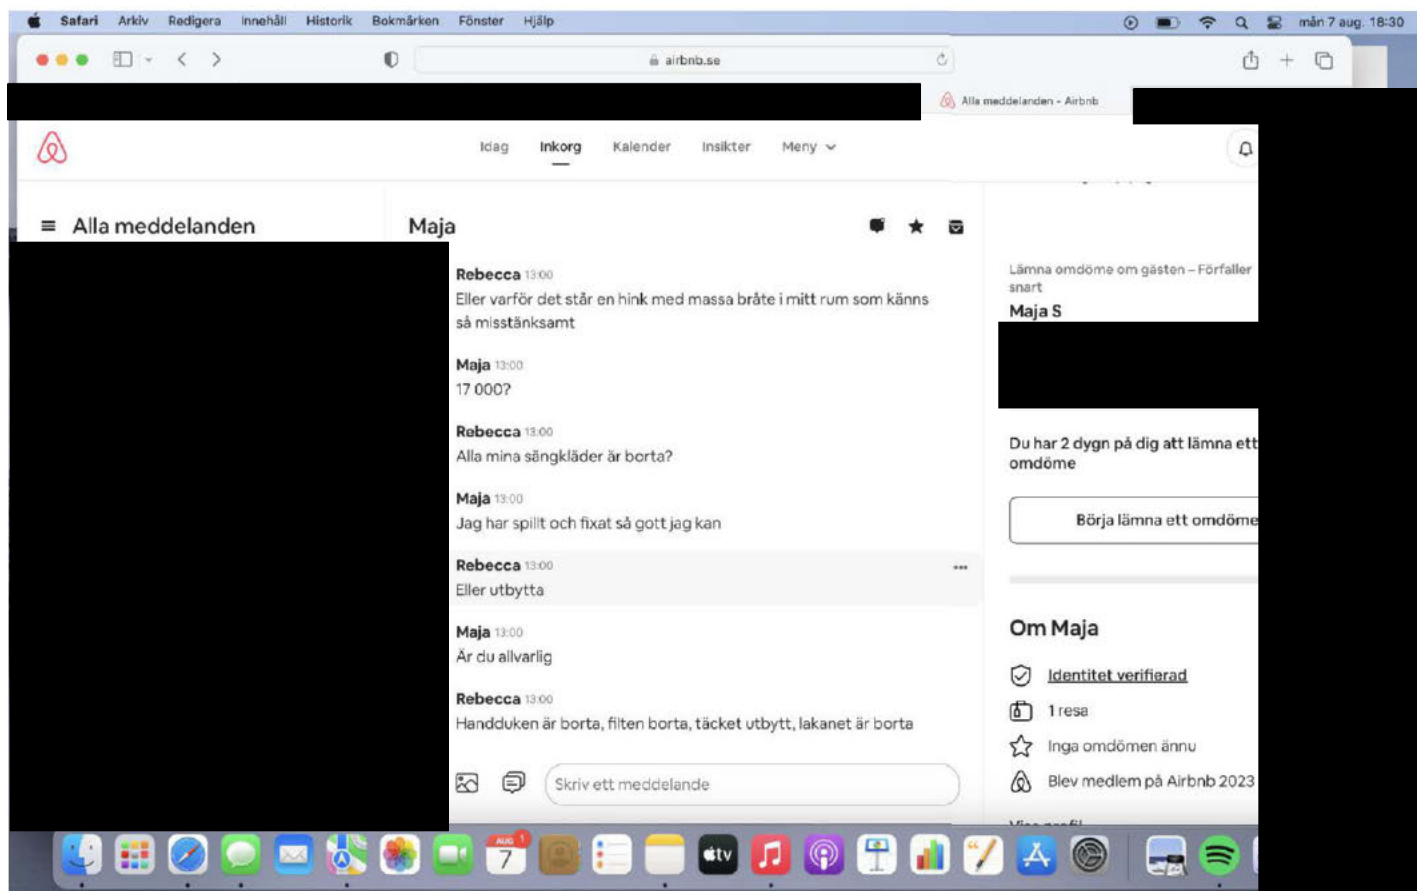 Safari Arkiv Redigera Innehåll Historik Bokmärken Fönster Hjälp mån 7 aug. 18:30
airbnb.se
Alla meddelanden - Airbnb
Idag Inkorg Kalender Insikter Meny
Alla meddelanden
Maja
Rebecca 13:00
Eller varför det står en hink med massa bråte i mitt rum som känns
så misstänksamt
Maja 13:00
17 000?
Rebecca 13:00
Alla mina sängkläder är borta?
Maja 13:00
Jag har spillt och fixat så gott jag kan
Rebecca 13:00
Eller utbytta
Maja 13:00
Är du allvarlig
Rebecca 13:00
Handduken är borta, filten borta, täcket utbytt, lakanet är borta
Skriv ett meddelande
Lämna omdöme om gästen – Förfaller
snart
Maja S
Du har 2 dygn på dig att lämna ett
omdöme
Börja lämna ett omdöme
Om Maja
Identitet verifierad
1 resa
Inga omdömen ännu
Blev medlem på Airbnb 2023
AUG 1
7
tv